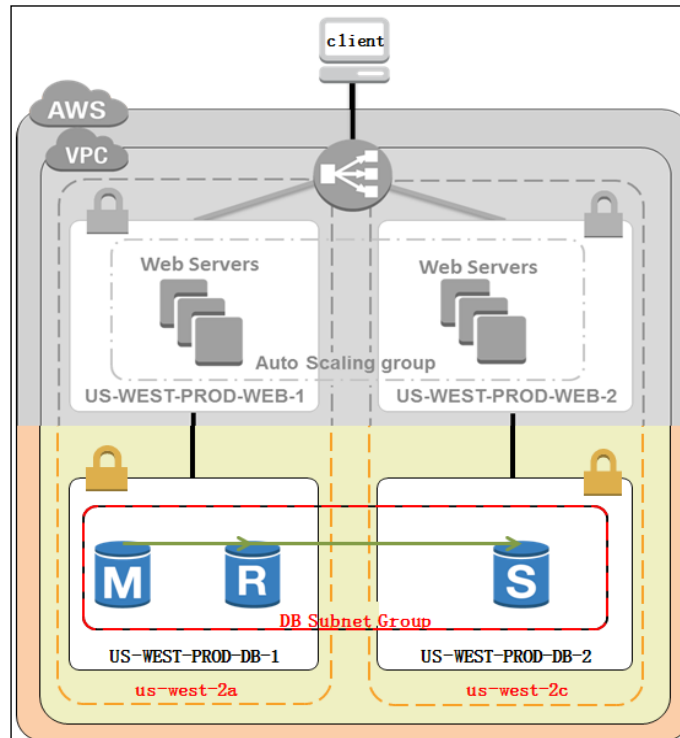 client
AWS
VPC
Web Servers
Web Servers
Auto Scaling group
US-WEST-PROD-WEB-1
US-WEST-PROD-WEB-2
M
R
S
DB Subnet Group
US-WEST-PROD-DB-1
US-WEST-PROD-DB-2
us-west-2a
us-west-2c